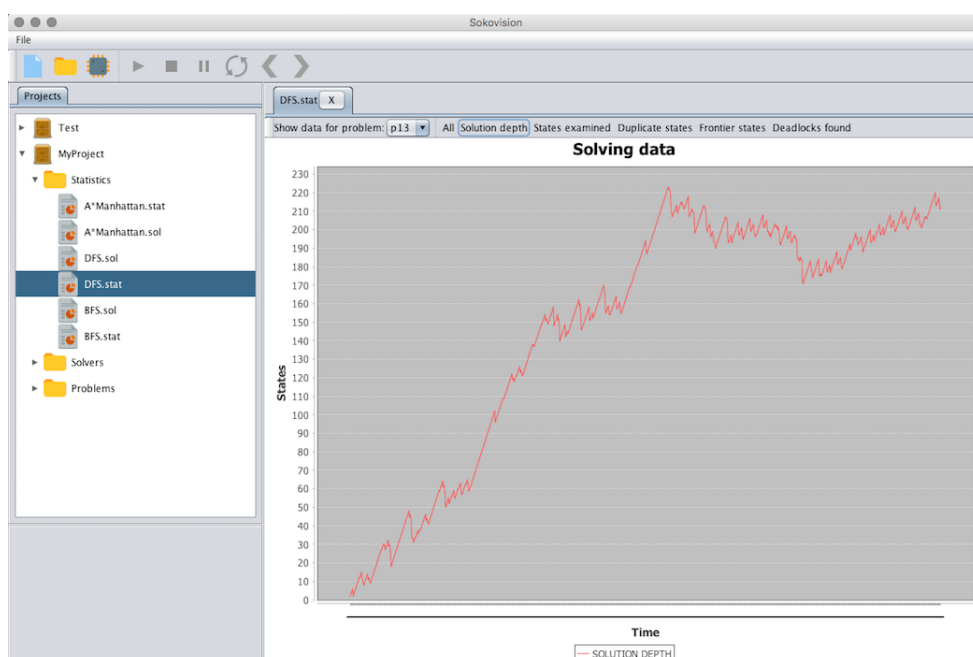 Sokovision
File
Projects
Test
MyProject
Statistics
A*Manhattan.stat
A*Manhattan.sol
DFS.sol
DFS.stat
BFS.sol
BFS.stat
Solvers
Problems
DFS.stat X
Show data for problem: p13 All Solution depth States examined Duplicate states Frontier states Deadlocks found
Solving data
States
230
220
210
200
190
180
170
160
150
140
130
120
110
100
90
80
70
60
50
40
30
20
10
0
Time
SOLUTION DEPTH